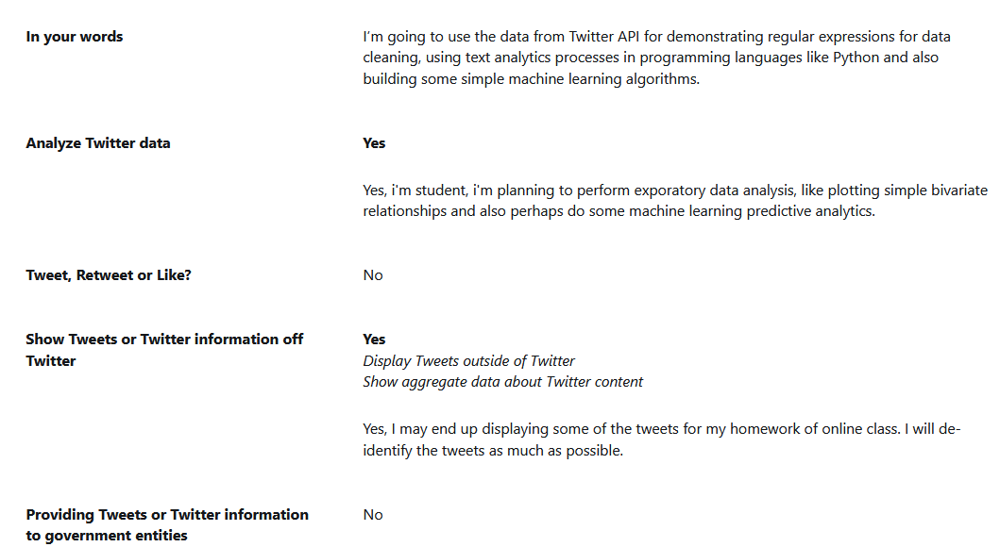 In your words
I'm going to use the data from Twitter API for demonstrating regular expressions for data
cleaning, using text analytics processes in programming languages like Python and also
building some simple machine learning algorithms.
Analyze Twitter data
Yes
Yes, i'm student, i'm planning to perform exporatory data analysis, like plotting simple bivariate
relationships and also perhaps do some machine learning predictive analytics.
Tweet, Retweet or Like?
No
Show Tweets or Twitter information off
Twitter
Yes
Display Tweets outside of Twitter
Show aggregate data about Twitter content
Yes, I may end up displaying some of the tweets for my homework of online class. I will de-
identify the tweets as much as possible.
Providing Tweets or Twitter information
to government entities
No